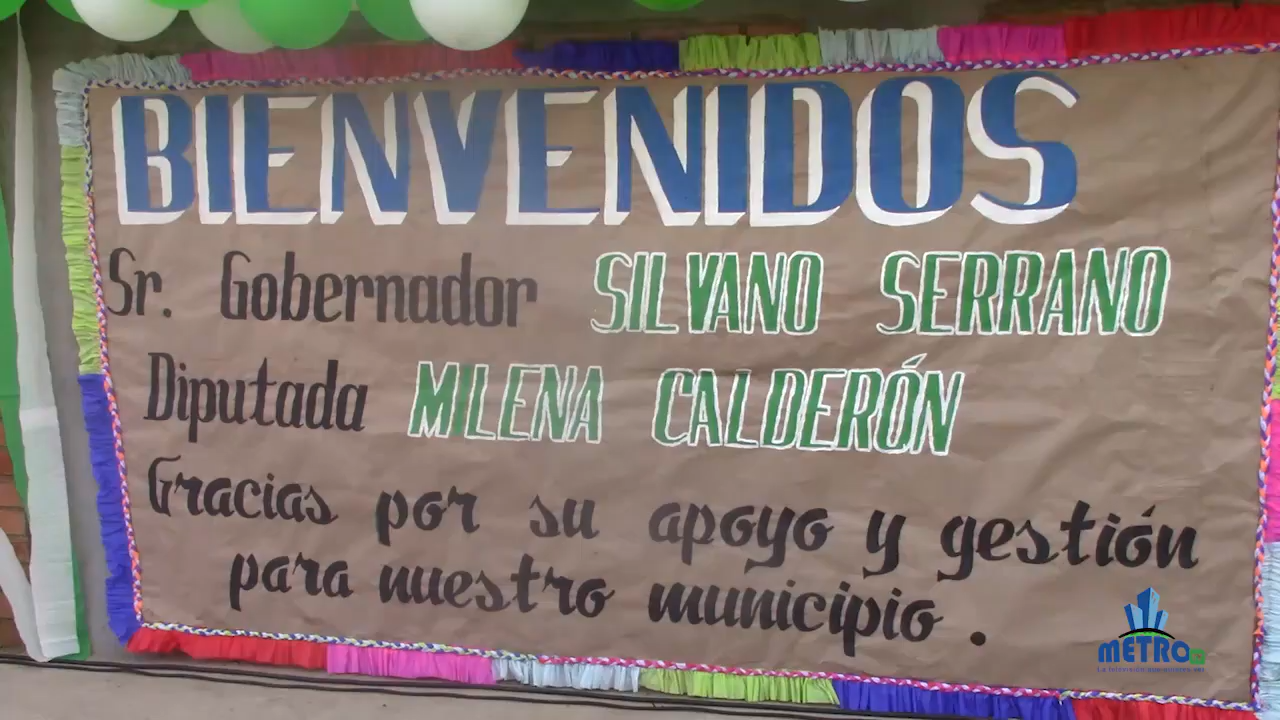 BIENVENIDOS
Sr. Gobernador SILVANO SERRANO
Diputada MILENA CALDERÓN
Gracias por su apoyo y gestión
para nuestro municipio.
METRO